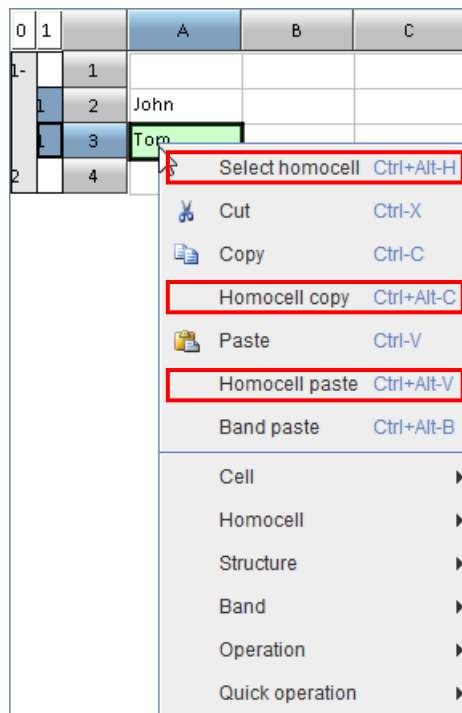 0 1 A B C
1- 1
1 2 John
1 3 Tom
2 4
Select homocell Ctrl+Alt-H
Cut Ctrl-X
Copy Ctrl-C
Homocell copy Ctrl+Alt-C
Paste Ctrl-V
Homocell paste Ctrl+Alt-V
Band paste Ctrl+Alt-B
Cell
Homocell
Structure
Band
Operation
Quick operation